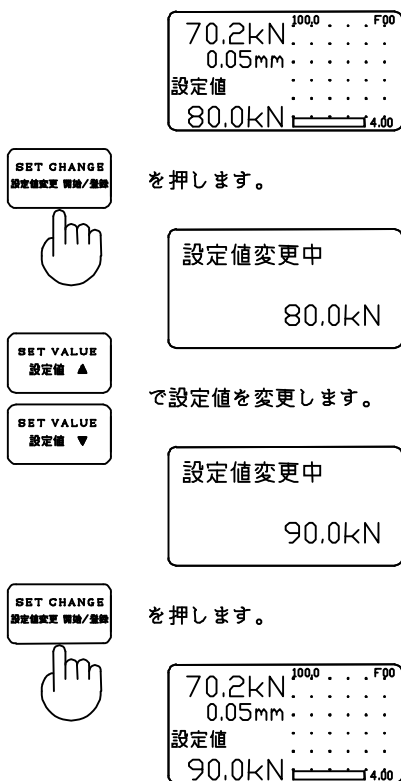 70.2kN 100.0 F00
0.05mm
設定値
80.0kN 4.00
SET CHANGE
設定値変更 開始/登録
を押します。
設定値変更中
80.0kN
SET VALUE
設定値 ▲
SET VALUE
設定値 ▼
で設定値を変更します。
設定値変更中
90.0kN
SET CHANGE
設定値変更 開始/登録
を押します。
70.2kN 100.0 F00
0.05mm
設定値
90.0kN 4.00